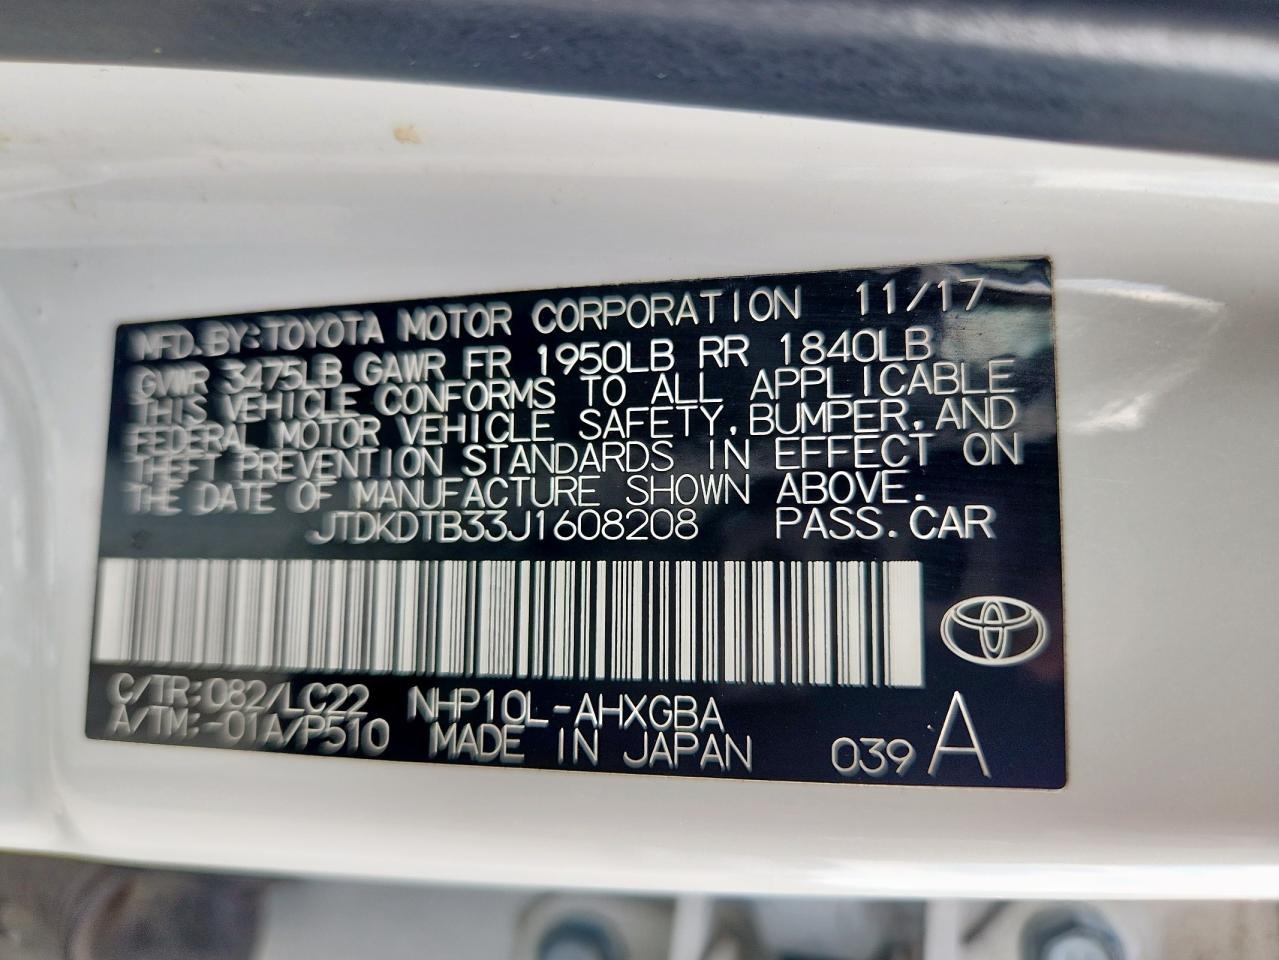 MFD.BY:TOYOTA MOTOR CORPORATION 11/17
GVWR 3475LB GAWR FR 1950LB RR 1840LB
THIS VEHICLE CONFORMS TO ALL APPLICABLE
FEDERAL MOTOR VEHICLE SAFETY,BUMPER,AND
THEFT PREVENTION STANDARDS IN EFFECT ON
THE DATE OF MANUFACTURE SHOWN ABOVE.
JTDKDTB33J1608208 PASS.CAR
C/TR:082/LC22 NHP10L-AHXGBA
A/TM:-01A/P510 MADE IN JAPAN 039 A